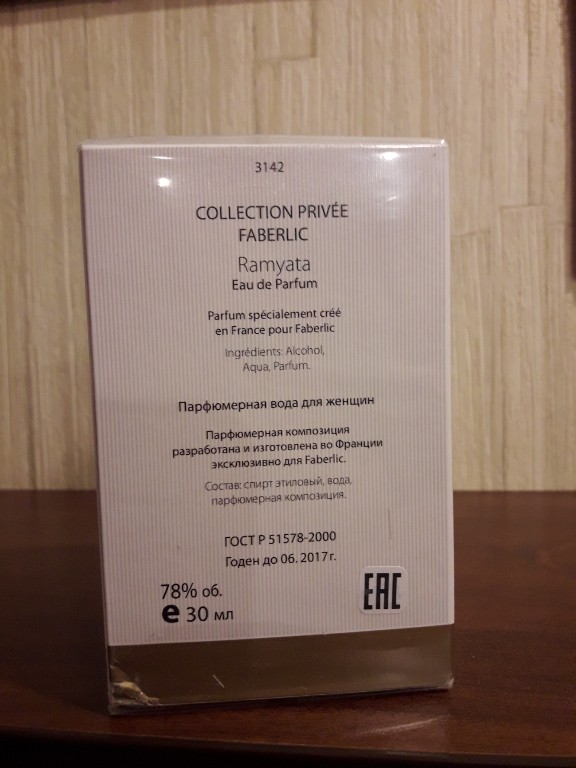 3142
COLLECTION PRIVÉE
FABERLIC
Ramyata
Eau de Parfum
Parfum spécialement créé
en France pour Faberlic
Ingrédients: Alcohol,
Aqua, Parfum.
Парфюмерная вода для женщин
Парфюмерная композиция
разработана и изготовлена во Франции
эксклюзивно для Faberlic.
Состав: спирт этиловый, вода,
парфюмерная композиция.
ГОСТ Р 51578-2000
Годен до 06. 2017 г.
78% об.
e 30 мл
EAC